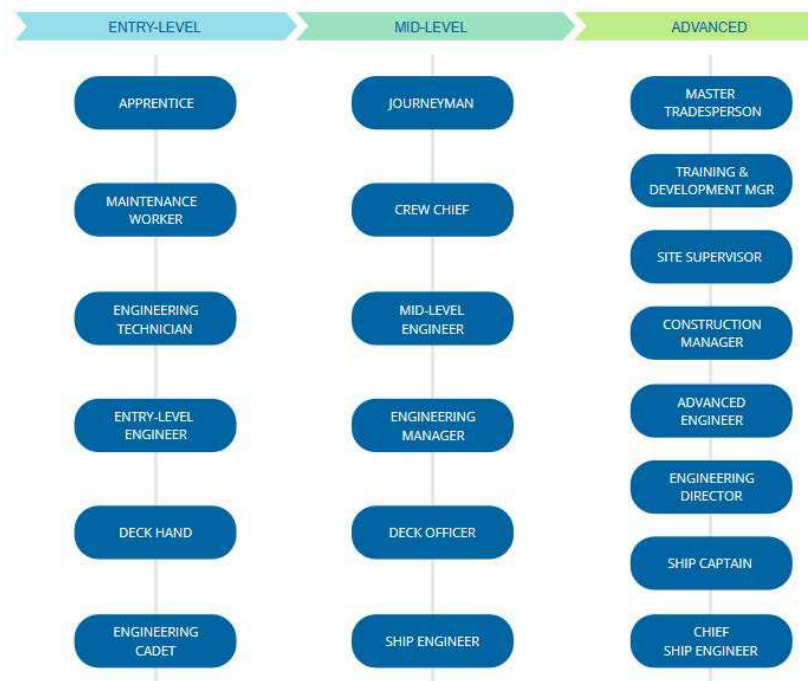 ENTRY-LEVEL
MID-LEVEL
ADVANCED
APPRENTICE
MAINTENANCE
WORKER
ENGINEERING
TECHNICIAN
ENTRY-LEVEL
ENGINEER
DECK HAND
ENGINEERING
CADET
JOURNEYMAN
CREW CHIEF
MID-LEVEL
ENGINEER
ENGINEERING
MANAGER
DECK OFFICER
SHIP ENGINEER
MASTER
TRADESPERSON
TRAINING &
DEVELOPMENT MGR
SITE SUPERVISOR
CONSTRUCTION
MANAGER
ADVANCED
ENGINEER
ENGINEERING
DIRECTOR
SHIP CAPTAIN
CHIEF
SHIP ENGINEER